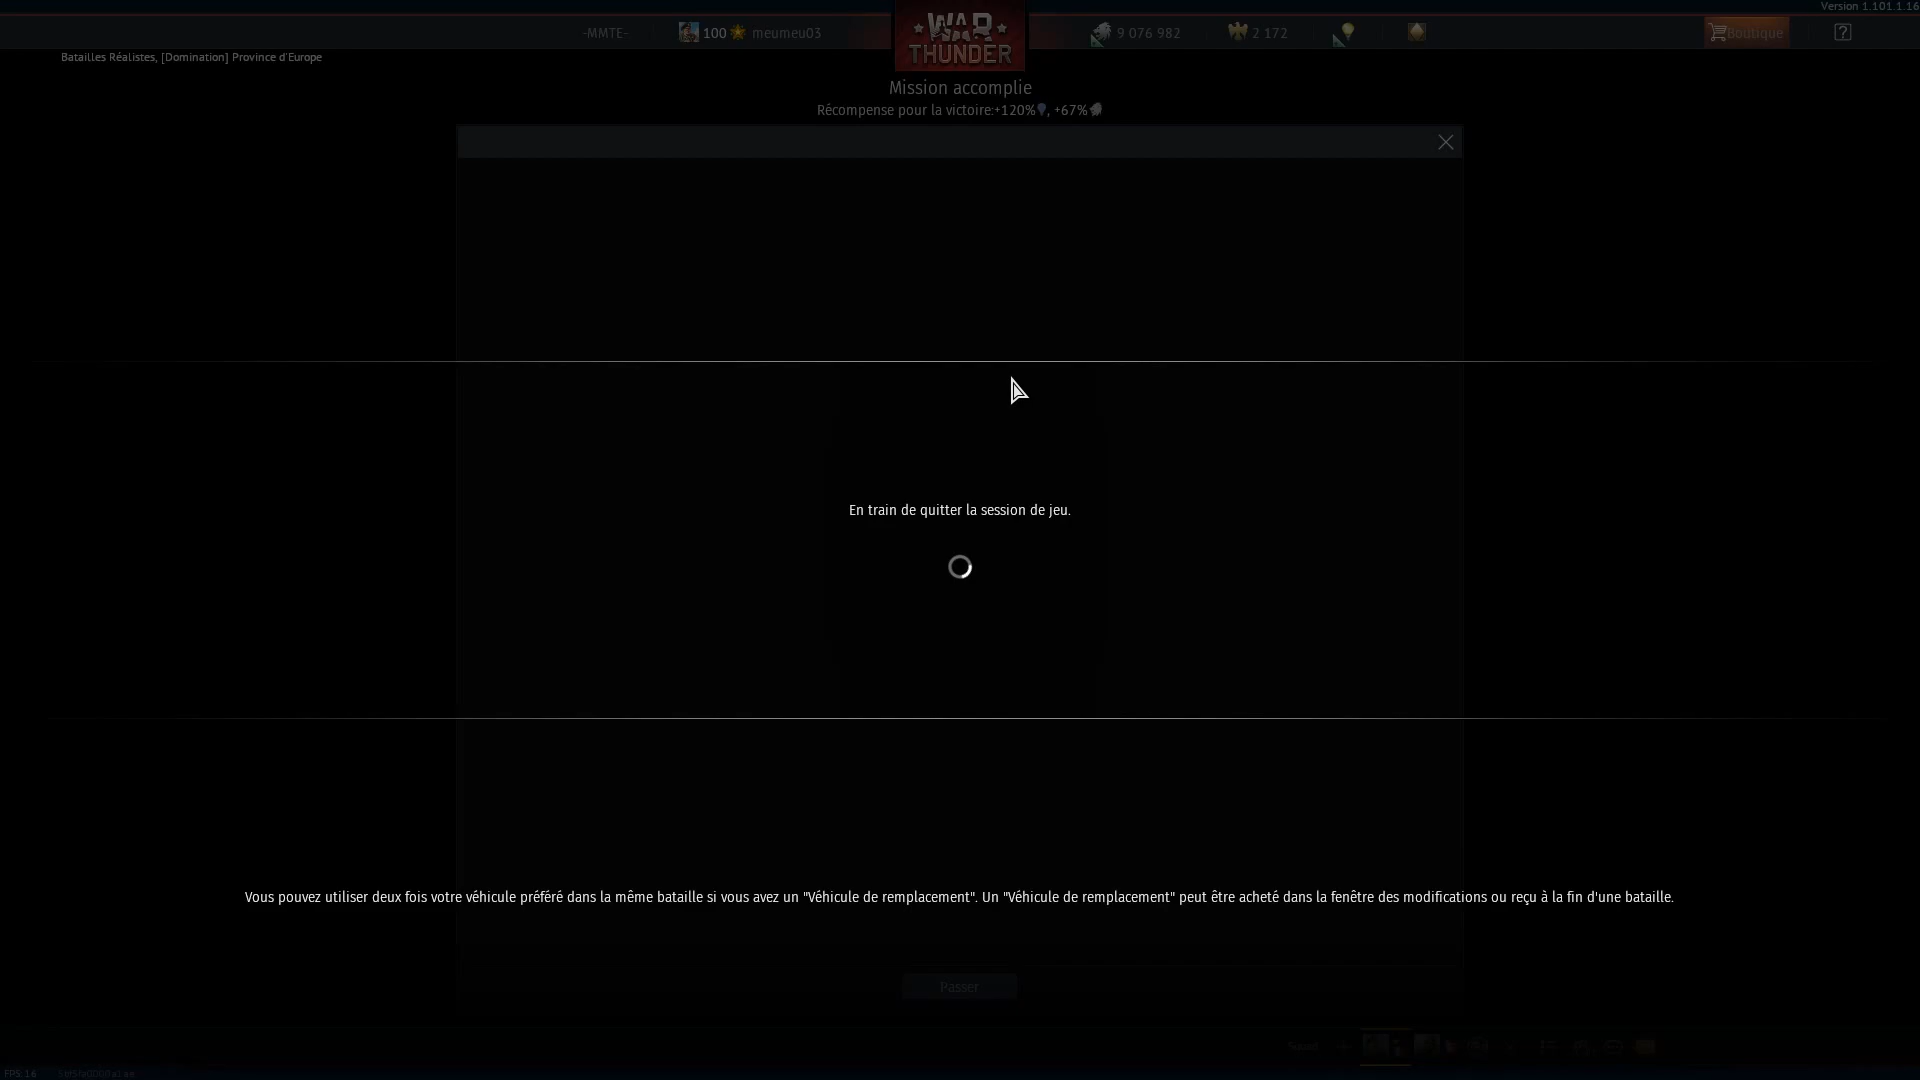 Version 1.101.1.16
-MMTE- 100 meumeu03 WAR THUNDER 9 076 982 2 172 Boutique
Batailles Réalistes, [Domination] Province d'Europe
Mission accomplie
Récompense pour la victoire:+120%, +67%
En train de quitter la session de jeu.
Vous pouvez utiliser deux fois votre véhicule préféré dans la même bataille si vous avez un "Véhicule de remplacement". Un "Véhicule de remplacement" peut être acheté dans la fenêtre des modifications ou reçu à la fin d'une bataille.
Passer
FPS: 16